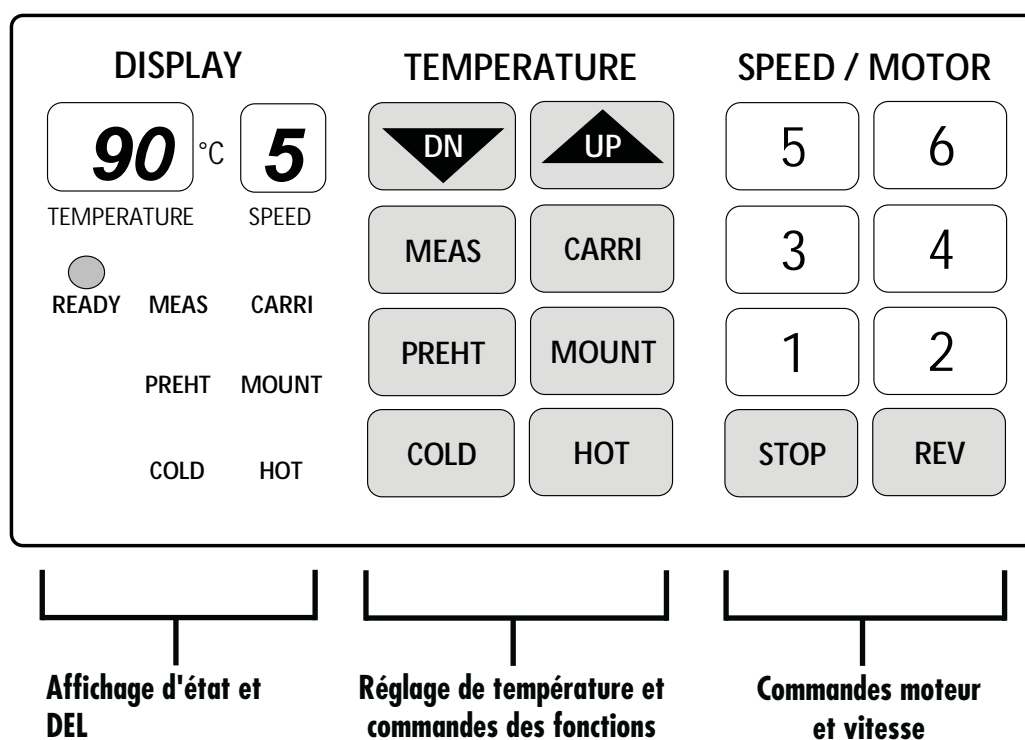 DISPLAY
90 °C 5
TEMPERATURE SPEED
READY MEAS CARRI
PREHT MOUNT
COLD HOT
TEMPERATURE
DN UP
MEAS CARRI
PREHT MOUNT
COLD HOT
SPEED / MOTOR
5 6
3 4
1 2
STOP REV
Affichage d'état et
DEL
Réglage de température et
commandes des fonctions
Commandes moteur
et vitesse